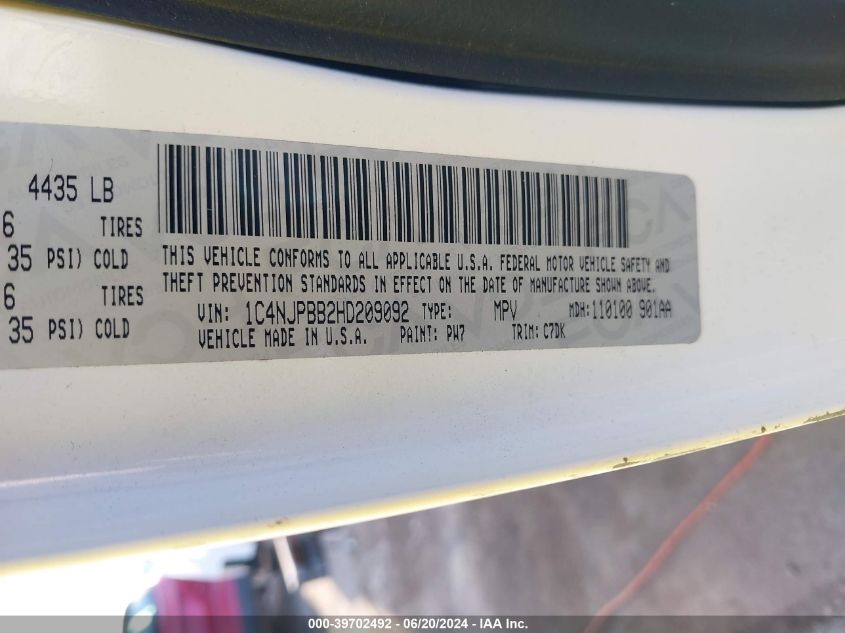 4435 LB
6 TIRES
35 PSI) COLD
6 TIRES
35 PSI) COLD
THIS VEHICLE CONFORMS TO ALL APPLICABLE U.S.A. FEDERAL MOTOR VEHICLE SAFETY AND
THEFT PREVENTION STANDARDS IN EFFECT ON THE DATE OF MANUFACTURE SHOWN ABOVE.
VIN: 1C4NJPBB2HD209092 TYPE: MPV MDH:110100 901AA
VEHICLE MADE IN U.S.A. PAINT: PW7 TRIM: C7DK
000-39702492 - 06/20/2024 - IAA Inc.